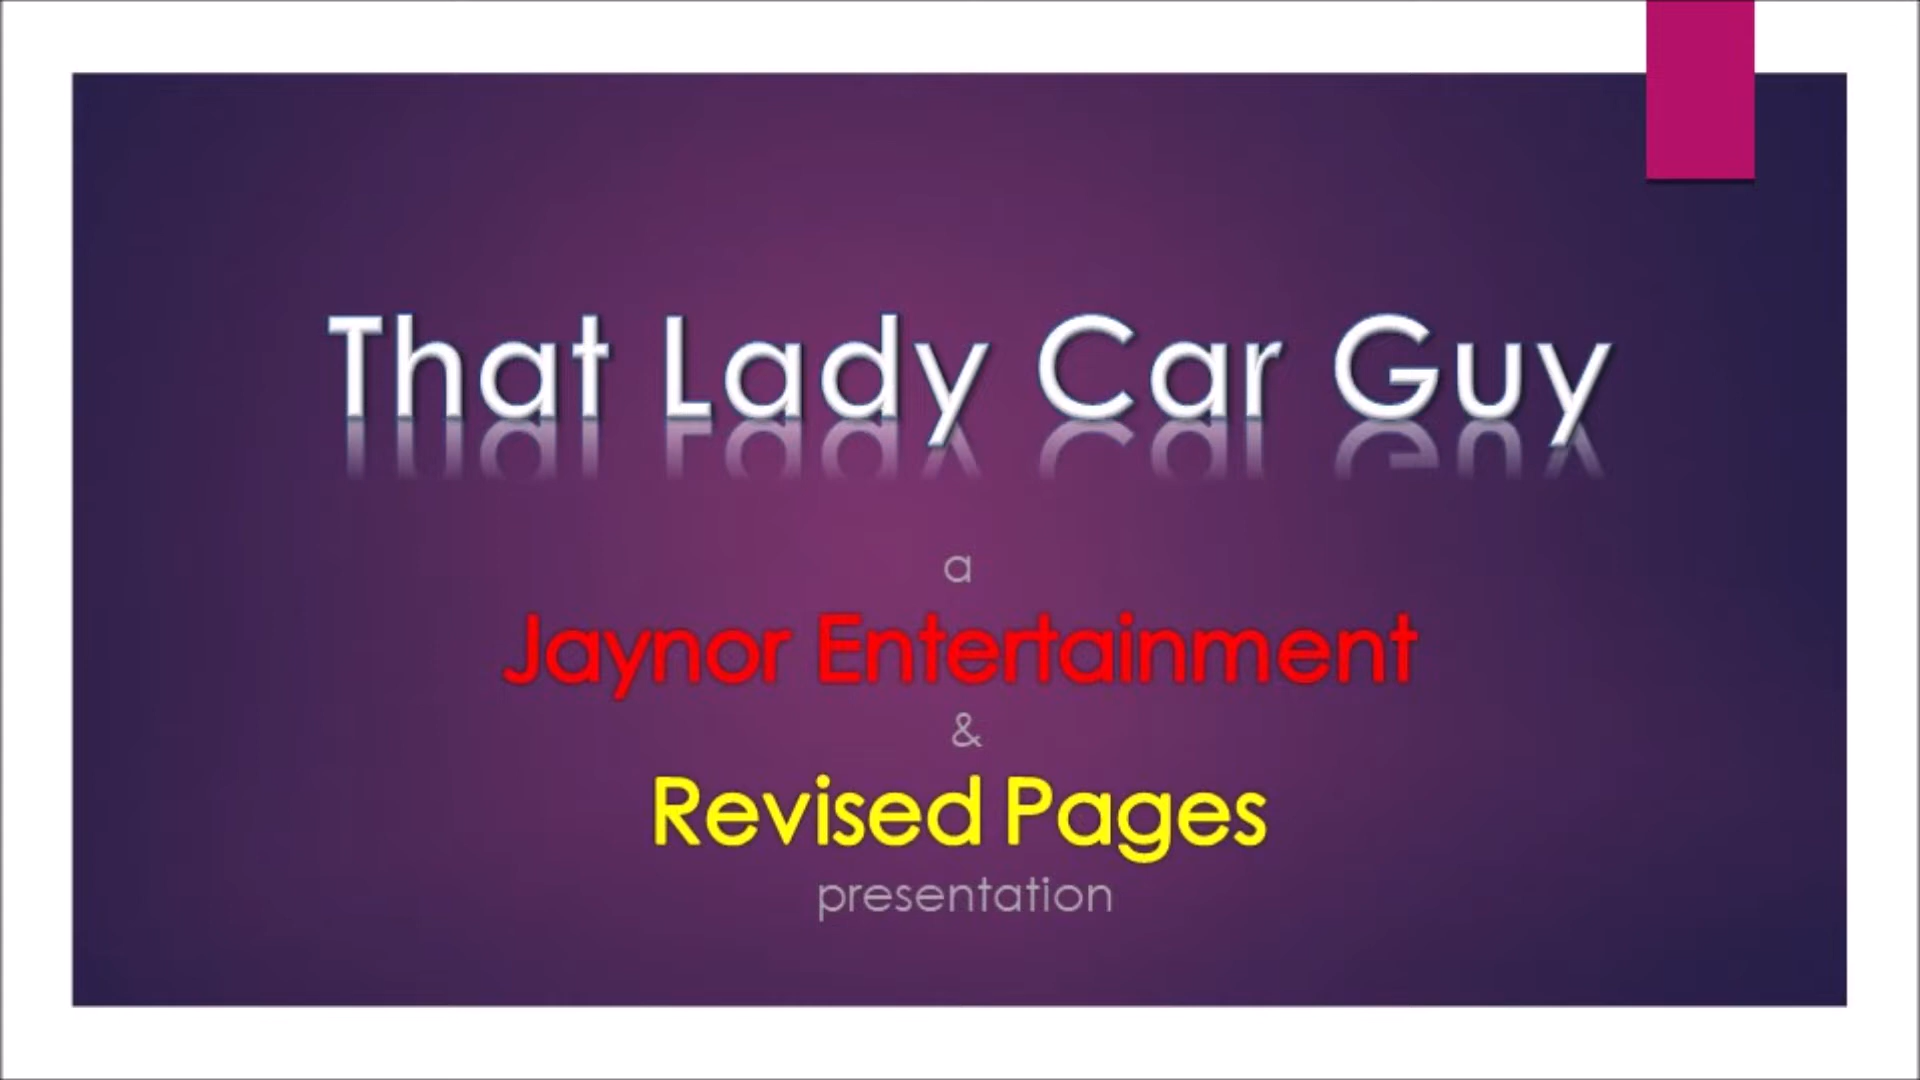 That Lady Car Guy
a
Jaynor Entertainment
&
Revised Pages
presentation